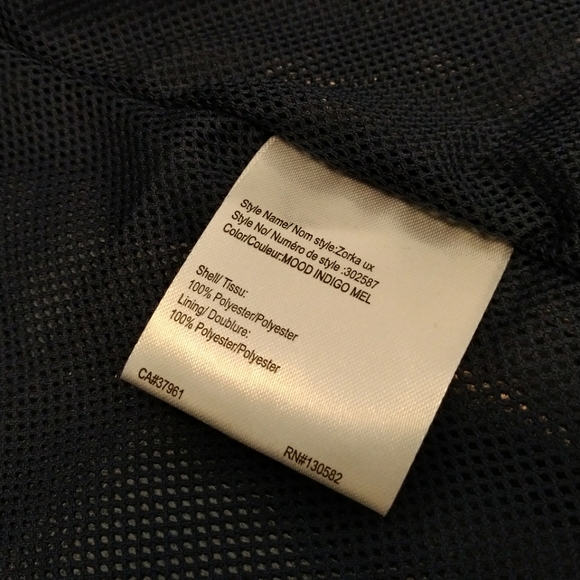 Style Name/ Nom style:Zorka ux
Style No/ Numéro de style :302587
Color/Couleur:MOOD INDIGO MEL
Shell/ Tissu:
100% Polyester/Polyester
Lining/ Doublure:
100% Polyester/Polyester
CA#37961
RN#130582